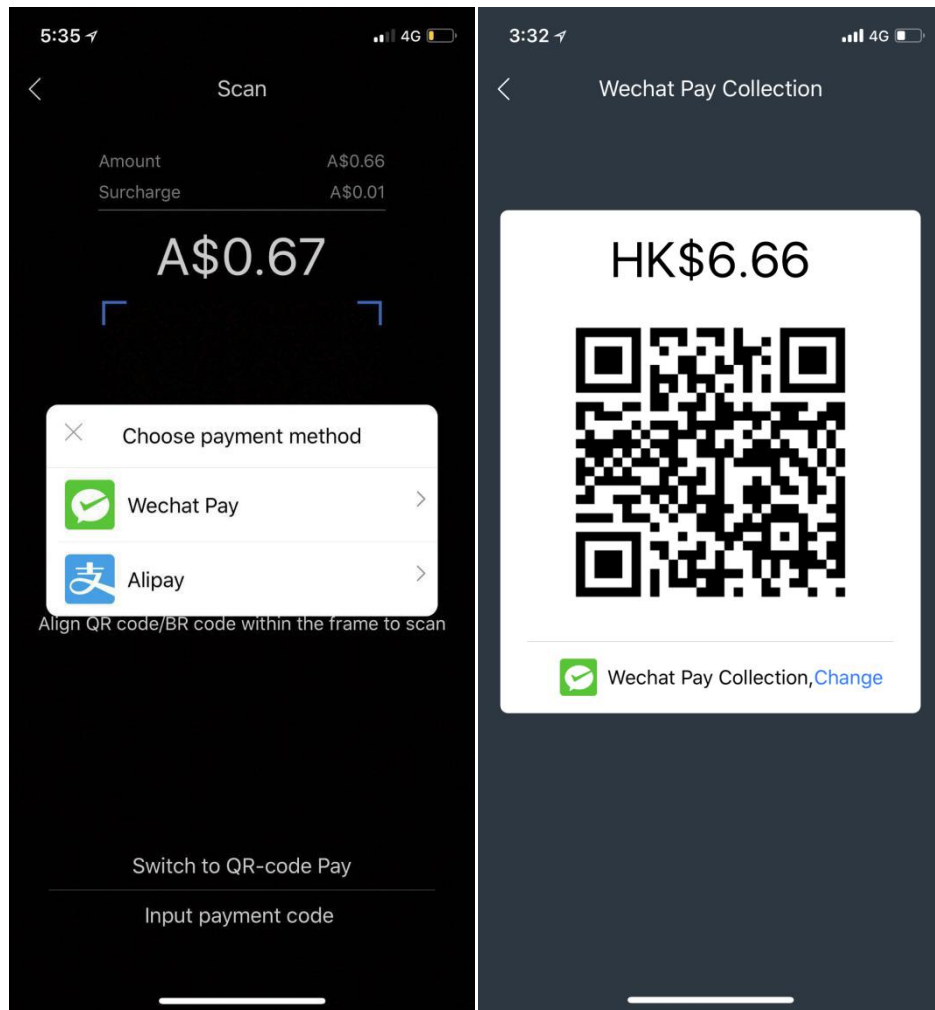 5:35
4G
Scan
Amount A$0.66
Surcharge A$0.01
A$0.67
Choose payment method
Wechat Pay
支 Alipay
Align QR code/BR code within the frame to scan
Switch to QR-code Pay
Input payment code
3:32
4G
Wechat Pay Collection
HK$6.66
Wechat Pay Collection,Change